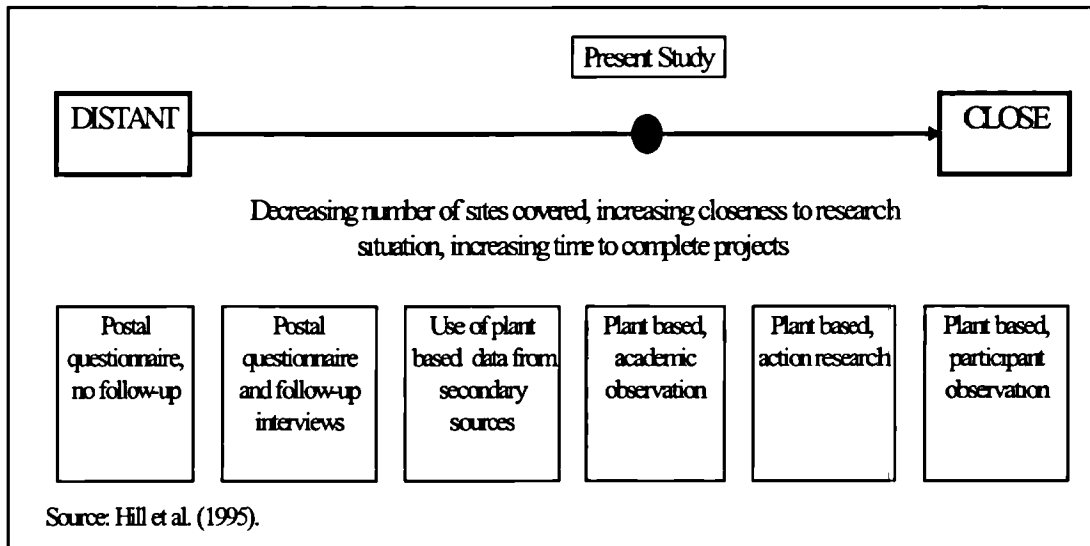 Present Study
DISTANT
CLOSE
Decreasing number of sites covered, increasing closeness to research
situation, increasing time to complete projects
Postal
questionnaire,
no follow-up
Postal
questionnaire
and follow-up
interviews
Use of plant
based data from
secondary
sources
Plant based,
academic
observation
Plant based,
action research
Plant based,
participant
observation
Source: Hill et al. (1995).